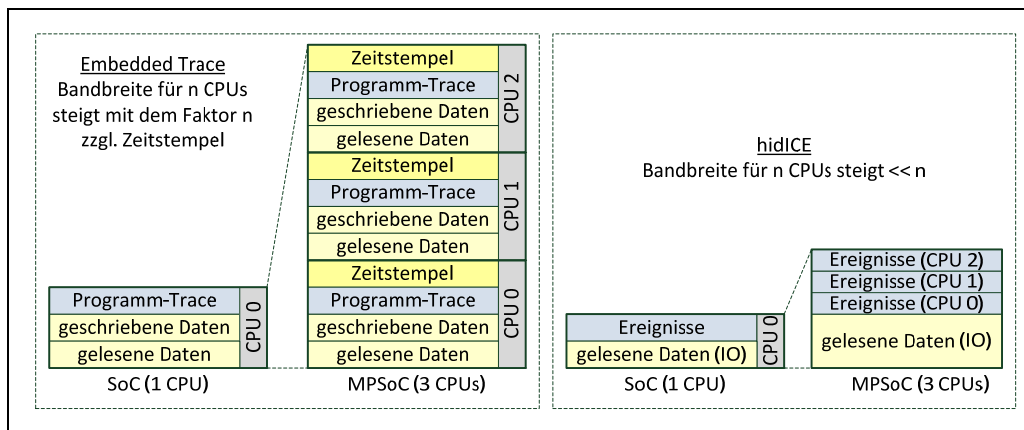 Embedded Trace
Bandbreite für n CPUs
steigt mit dem Faktor n
zzgl. Zeitstempel
Programm-Trace
geschriebene Daten
gelesene Daten
CPU 0
SoC (1 CPU)
Zeitstempel
Programm-Trace
geschriebene Daten
gelesene Daten
CPU 2
Zeitstempel
Programm-Trace
geschriebene Daten
gelesene Daten
CPU 1
Zeitstempel
Programm-Trace
geschriebene Daten
gelesene Daten
CPU 0
MPSoC (3 CPUs)
hidICE
Bandbreite für n CPUs steigt << n
Ereignisse
gelesene Daten (IO)
CPU 0
SoC (1 CPU)
Ereignisse (CPU 2)
Ereignisse (CPU 1)
Ereignisse (CPU 0)
gelesene Daten (IO)
MPSoC (3 CPUs)